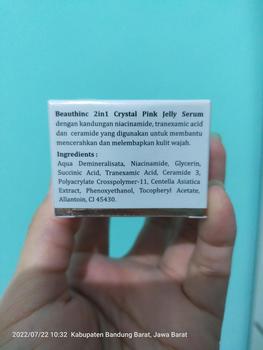 Beauthinc 2in1 Crystal Pink Jelly Serum
dengan kandungan niacinamide, tranexamic acid
dan ceramide yang digunakan untuk membantu
mencerahkan dan melembapkan kulit wajah.
Ingredients :
Aqua Demineralisata, Niacinamide, Glycerin,
Succinic Acid, Tranexamic Acid, Ceramide 3,
Polyacrylate Crosspolymer-11, Centella Asiatica
Extract, Phenoxyethanol, Tocopheryl Acetate,
Allantoin, CI 45430.
2022/07/22 10:32 Kabupaten Bandung Barat, Jawa Barat